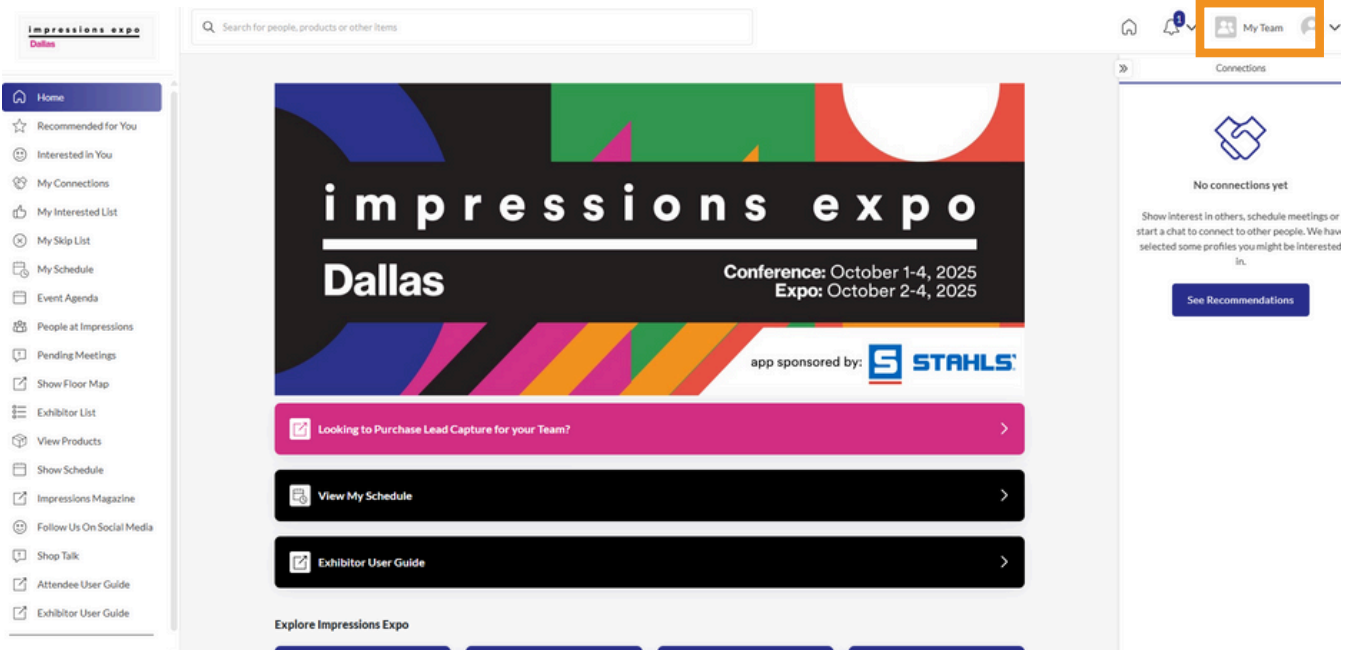 impressions expo
Dallas
Search for people, products or other items
1
My Team
Home
Recommended for You
Interested in You
My Connections
My Interested List
My Skip List
My Schedule
Event Agenda
People at Impressions
Pending Meetings
Show Floor Map
Exhibitor List
View Products
Show Schedule
Impressions Magazine
Follow Us On Social Media
Shop Talk
Attendee User Guide
Exhibitor User Guide
impressions expo
Dallas
Conference: October 1-4, 2025
Expo: October 2-4, 2025
app sponsored by: S STAHLS'
Looking to Purchase Lead Capture for your Team?
View My Schedule
Exhibitor User Guide
Explore Impressions Expo
Connections
No connections yet
Show interest in others, schedule meetings or
start a chat to connect to other people. We have
selected some profiles you might be interested
in.
See Recommendations